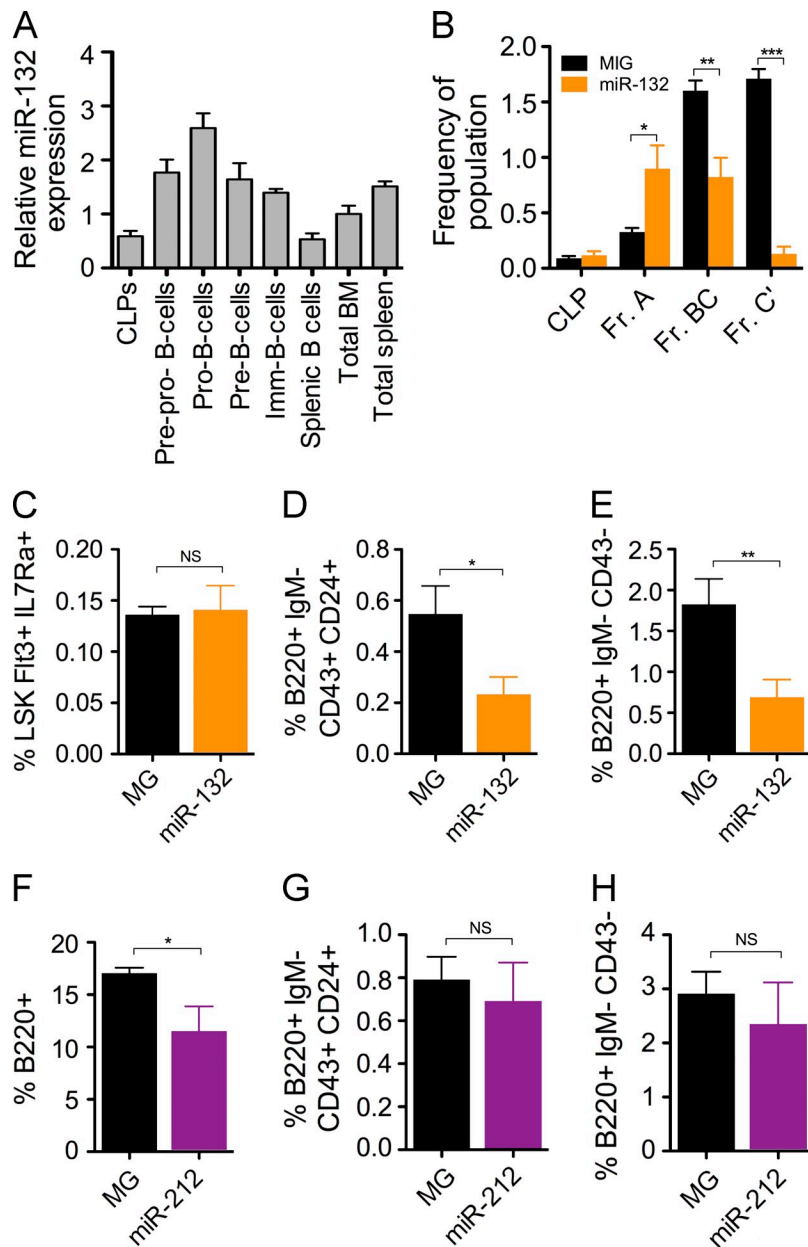 A
Relative miR-132
expression
4
3
2
1
0
CLPs
Pre-pro- B-cells
Pro-B-cells
Pre-B-cells
Imm-B-cells
Splenic B cells
Total BM
Total spleen
B
Frequency of
population
2.0
1.5
1.0
0.5
0.0
MIG
miR-132
*
**
***
CLP
Fr. A
Fr. BC
Fr. C'
C
% LSK Flt3+ IL7Ra+
0.20
0.15
0.10
0.05
0.00
NS
MG
miR-132
D
% B220+ IgM-
CD43+ CD24+
0.8
0.6
0.4
0.2
0.0
*
MG
miR-132
E
% B220+ IgM- CD43-
2.5
2.0
1.5
1.0
0.5
0.0
**
MG
miR-132
F
% B220+
20
15
10
5
0
*
MG
miR-212
G
% B220+ IgM-
CD43+ CD24+
1.0
0.8
0.6
0.4
0.2
0.0
NS
MG
miR-212
H
% B220+ IgM- CD43-
4
3
2
1
0
NS
MG
miR-212